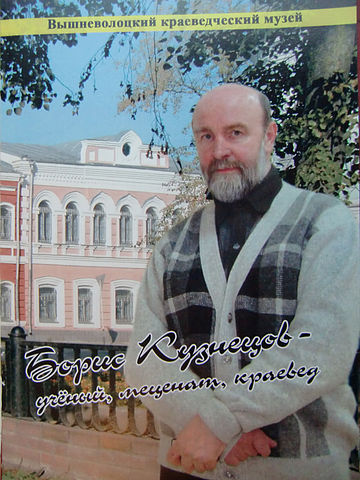 Вышневолоцкий краеведческий музей
Борис Кузнецов -
учёный, меценат, краевед